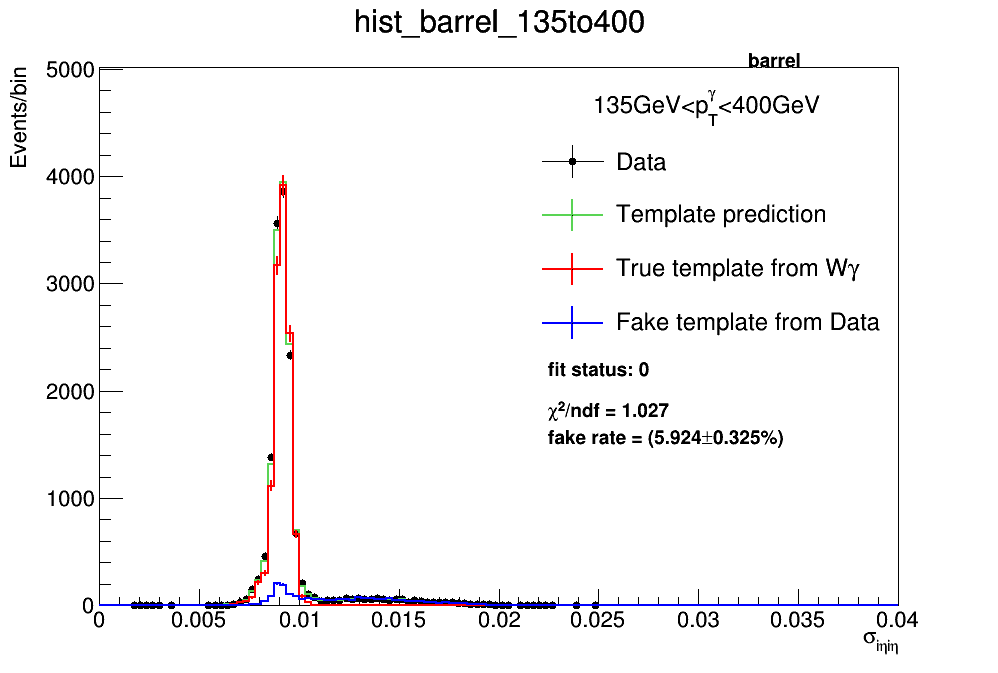 hist_barrel_135to400
barrel
Events/bin
135GeV<p_T^γ<400GeV
Data
Template prediction
True template from Wγ
Fake template from Data
fit status: 0
χ²/ndf = 1.027
fake rate = (5.924±0.325%)
5000
4000
3000
2000
1000
0
0 0.005 0.01 0.015 0.02 0.025 0.03 0.035 0.04
σ_iηiη